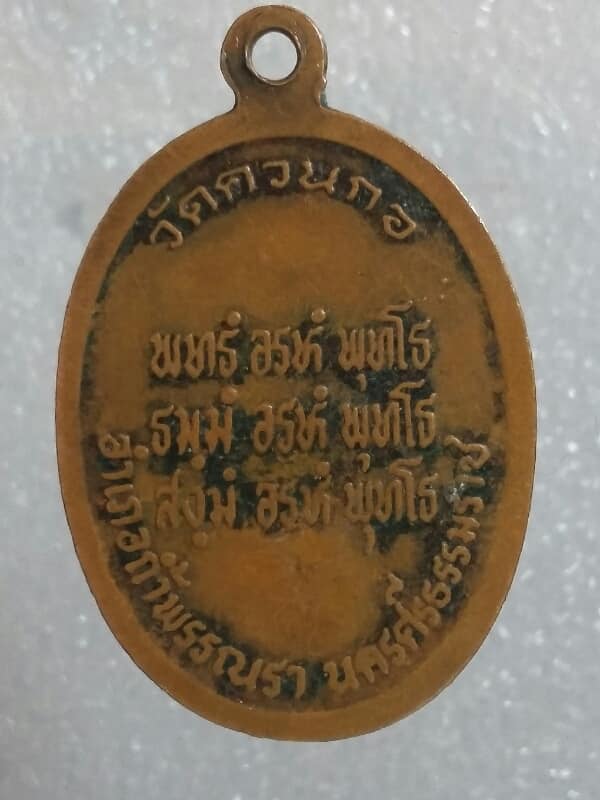 วัดควนกอ
พทธํ อรหํ พุทโธ
ธมฺมํ อรหํ พุทโธ
สงฺฆํ อรหํ พุทโธ
อำเภอถ้ำพรรณรา นครศรีธรรมราช